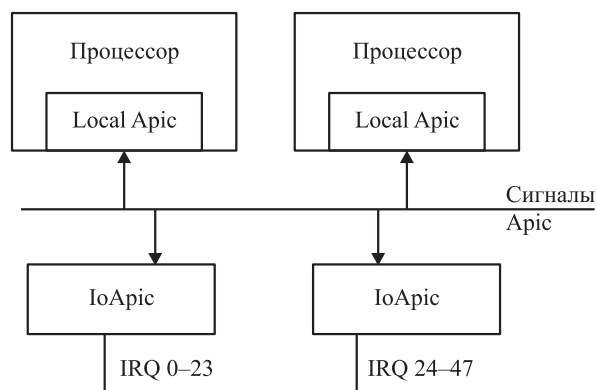 Процессор
Процессор
Local Apic
Local Apic
Сигналы
Apic
IoApic
IoApic
IRQ 0–23
IRQ 24–47